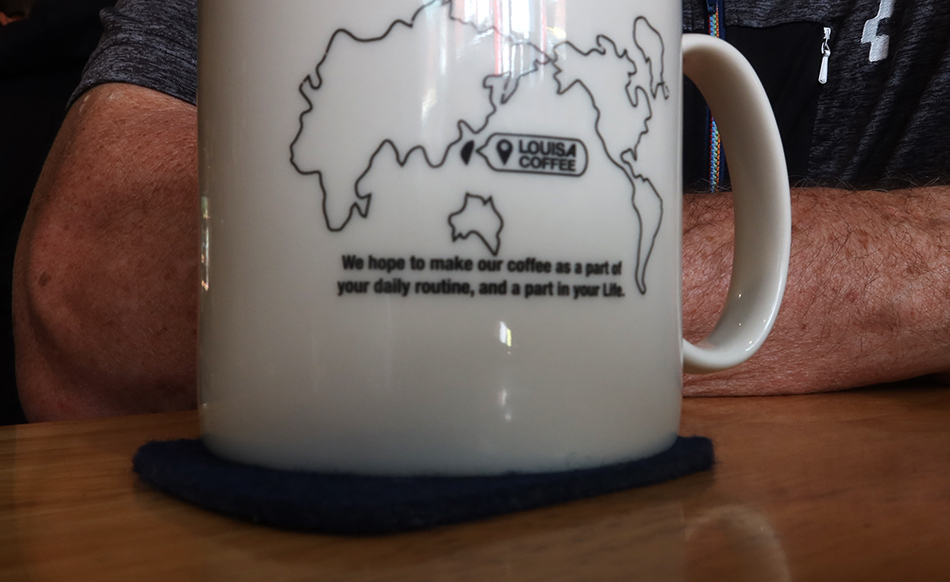 LOUISA
COFFEE
We hope to make our coffee as a part of
your daily routine, and a part in your Life.